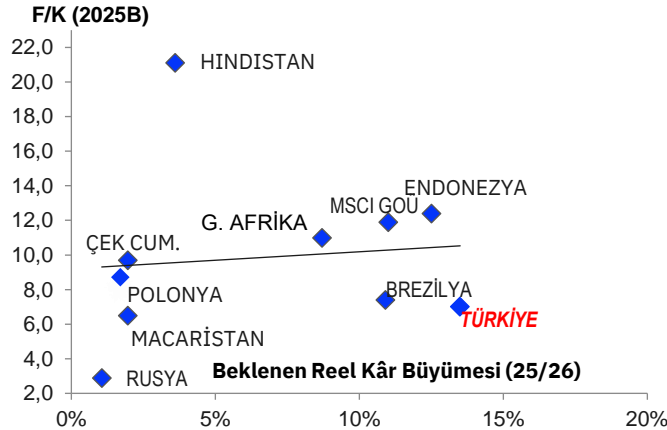 F/K (2025B)
22,0
HINDISTAN
20,0
18,0
16,0
14,0
ENDONEZYA
MSCI GOÜ
12,0
G. AFRİKA
ÇEK CUM.
10,0
8,0
BREZİLYA
POLONYA
TÜRKİYE
6,0
MACARİSTAN
4,0
Beklenen Reel Kâr Büyümesi (25/26)
RUSYA
2,0
0% 5% 10% 15% 20%